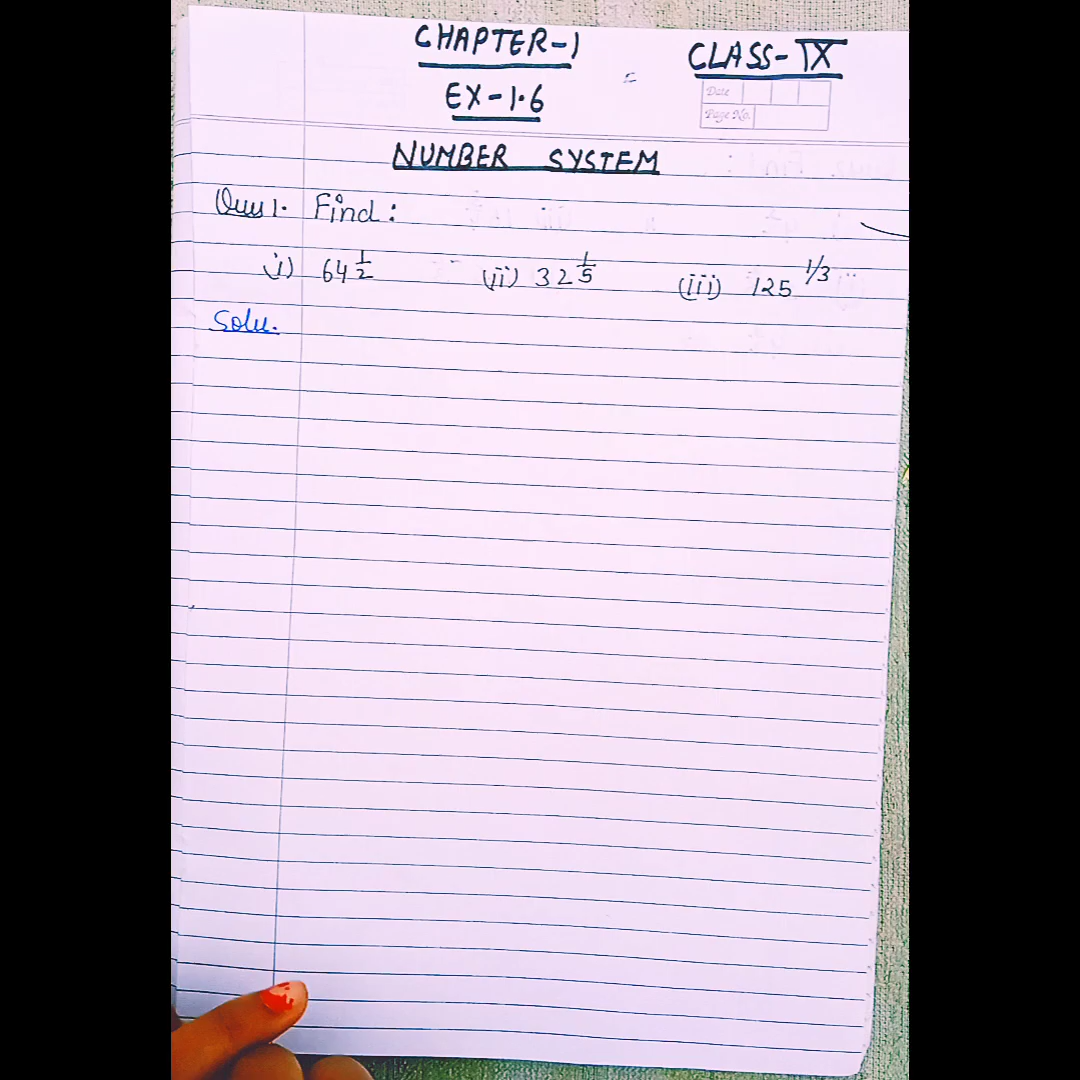 CHAPTER-1 CLASS-IX
EX-1.6
Date
Page No.
NUMBER SYSTEM
Ques1. Find:
(i) 64^1/2 (ii) 32^1/5 (iii) 125^1/3
Solu.